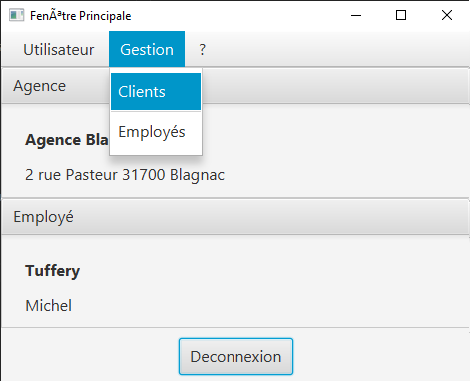 FenÃªtre Principale
Utilisateur Gestion ?
Agence
Clients
Agence Bla
Employés
2 rue Pasteur 31700 Blagnac
Employé
Tuffery
Michel
Deconnexion